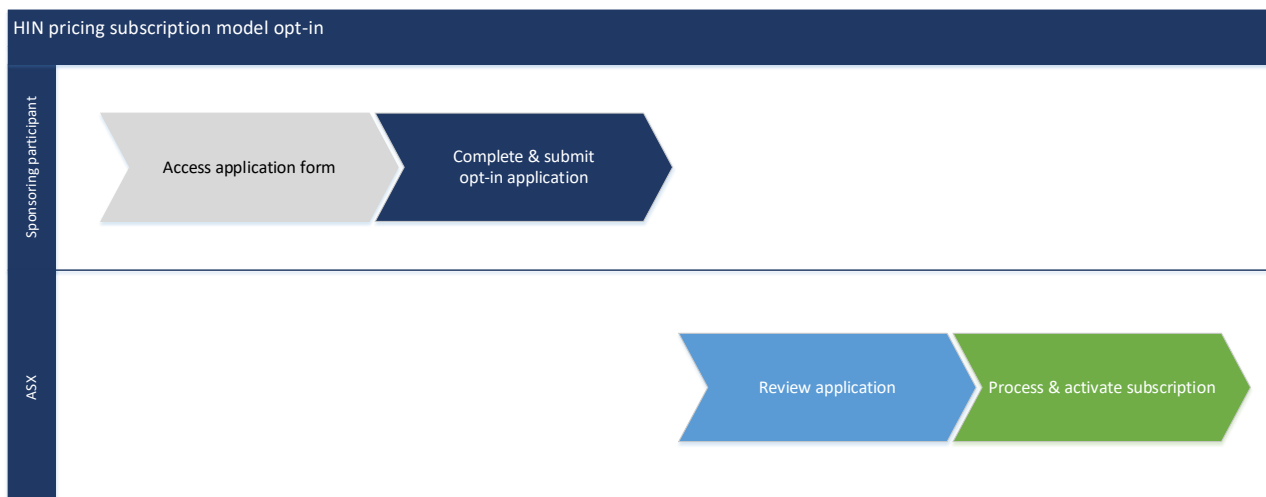 HIN pricing subscription model opt-in
Sponsoring participant
Access application form
Complete & submit
opt-in application
ASX
Review application
Process & activate subscription